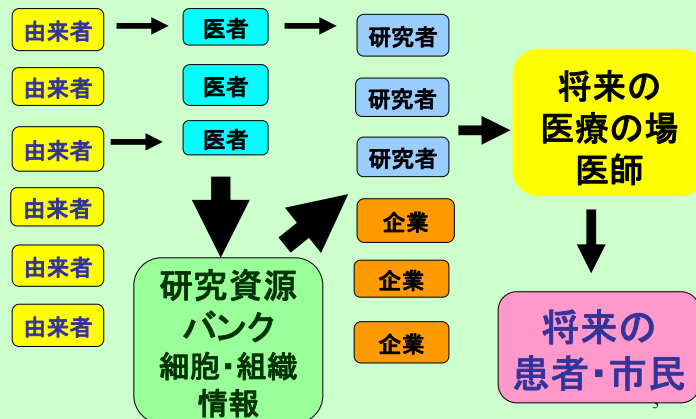 由来者
由来者
由来者
由来者
由来者
由来者
医者
医者
医者
研究資源
バンク
細胞・組織
情報
研究者
研究者
研究者
企業
企業
企業
将来の
医療の場
医師
将来の
患者・市民
3